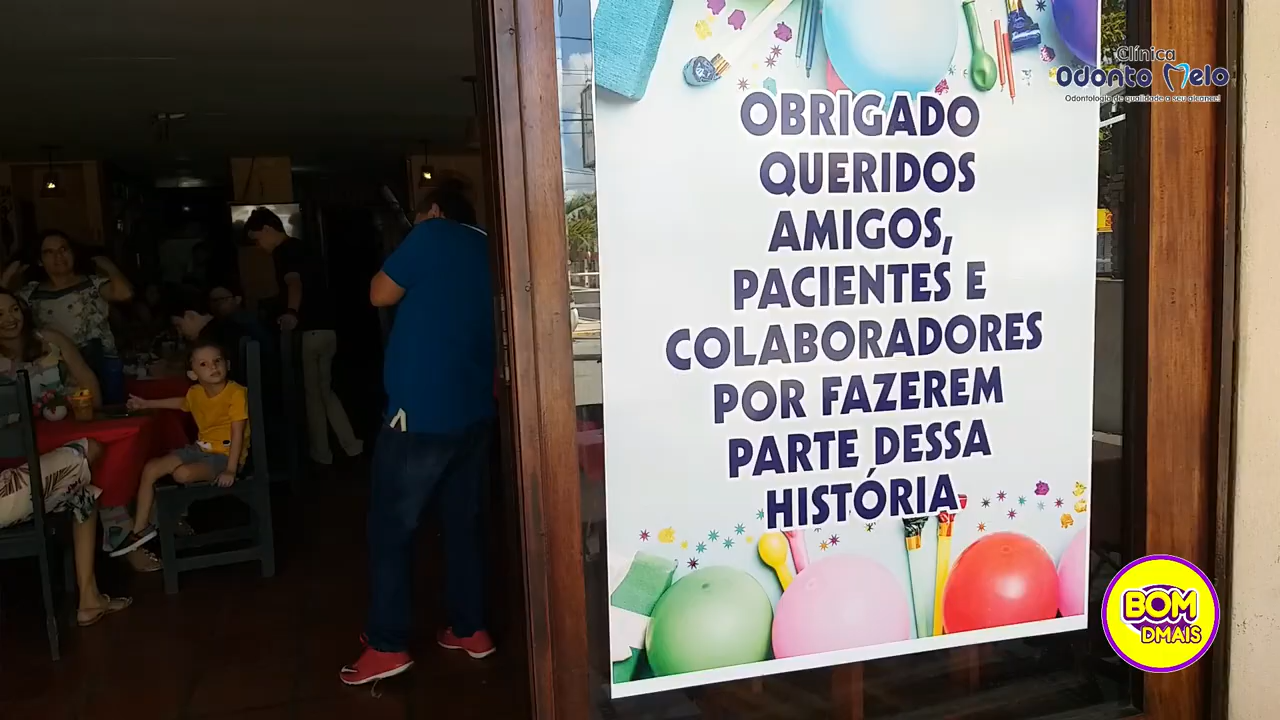 Clínica
Odonto Melo
Odontologia de qualidade a seu alcance!
OBRIGADO
QUERIDOS
AMIGOS,
PACIENTES E
COLABORADORES
POR FAZEREM
PARTE DESSA
HISTÓRIA.
BOM
DMAIS